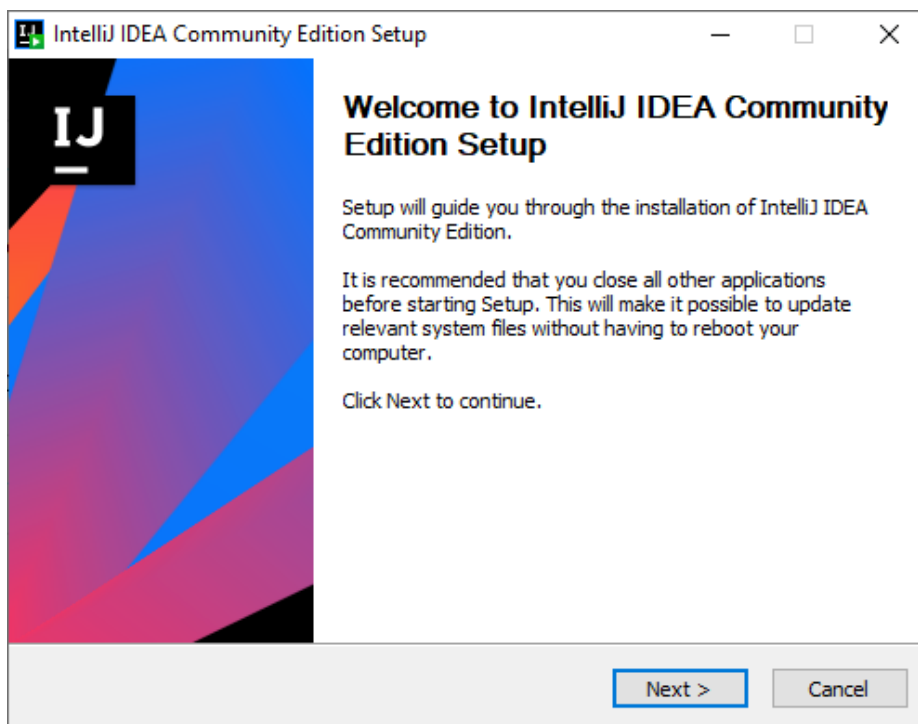 IntelliJ IDEA Community Edition Setup
IJ
Welcome to IntelliJ IDEA Community
Edition Setup
Setup will guide you through the installation of IntelliJ IDEA
Community Edition.
It is recommended that you close all other applications
before starting Setup. This will make it possible to update
relevant system files without having to reboot your
computer.
Click Next to continue.
Next >
Cancel